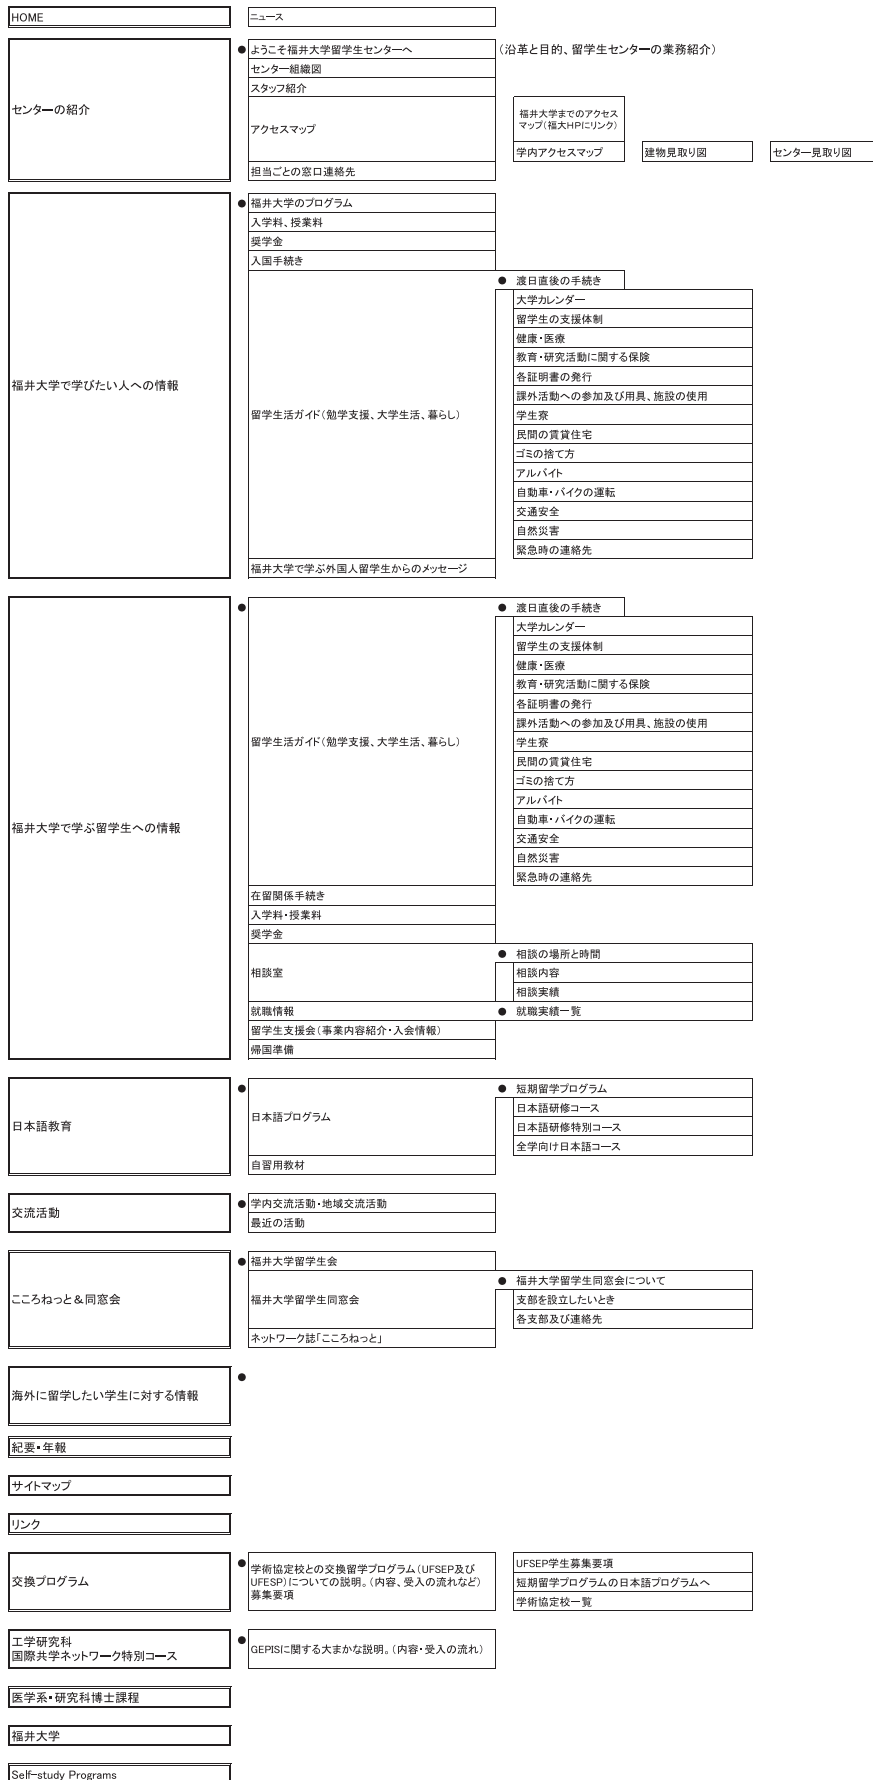 HOME
ニュース
センターの紹介
ようこそ福井大学留学生センターへ
（沿革と目的、留学生センターの業務紹介）
センター組織図
スタッフ紹介
アクセスマップ
福井大学までのアクセス
マップ（福大HPにリンク）
学内アクセスマップ
建物見取り図
センター見取り図
担当ごとの窓口連絡先
福井大学で学びたい人への情報
福井大学のプログラム
入学料、授業料
奨学金
入国手続き
留学生活ガイド（勉学支援、大学生活、暮らし）
渡日直後の手続き
大学カレンダー
留学生の支援体制
健康・医療
教育・研究活動に関する保険
各証明書の発行
課外活動への参加及び用具、施設の使用
学生寮
民間の賃貸住宅
ゴミの捨て方
アルバイト
自動車・バイクの運転
交通安全
自然災害
緊急時の連絡先
福井大学で学ぶ外国人留学生からのメッセージ
福井大学で学ぶ留学生への情報
留学生活ガイド（勉学支援、大学生活、暮らし）
渡日直後の手続き
大学カレンダー
留学生の支援体制
健康・医療
教育・研究活動に関する保険
各証明書の発行
課外活動への参加及び用具、施設の使用
学生寮
民間の賃貸住宅
ゴミの捨て方
アルバイト
自動車・バイクの運転
交通安全
自然災害
緊急時の連絡先
在留関係手続き
入学料・授業料
奨学金
相談室
相談の場所と時間
相談内容
相談実績
就職情報
就職実績一覧
留学生支援会（事業内容紹介・入会情報）
帰国準備
日本語教育
日本語プログラム
短期留学プログラム
日本語研修コース
日本語研修特別コース
全学向け日本語コース
自習用教材
交流活動
学内交流活動・地域交流活動
最近の活動
こころねっと＆同窓会
福井大学留学生会
福井大学留学生同窓会
福井大学留学生同窓会について
支部を設立したいとき
各支部及び連絡先
ネットワーク誌「こころねっと」
海外に留学したい学生に対する情報
紀要・年報
サイトマップ
リンク
交換プログラム
学術協定校との交換留学プログラム（UFSEP及び
UFESP）についての説明。（内容、受入の流れなど）
募集要項
UFSEP学生募集要項
短期留学プログラムの日本語プログラムへ
学術協定校一覧
工学研究科
国際共学ネットワーク特別コース
GEPISに関する大まかな説明。（内容・受入の流れ）
医学系・研究科博士課程
福井大学
Self-study Programs